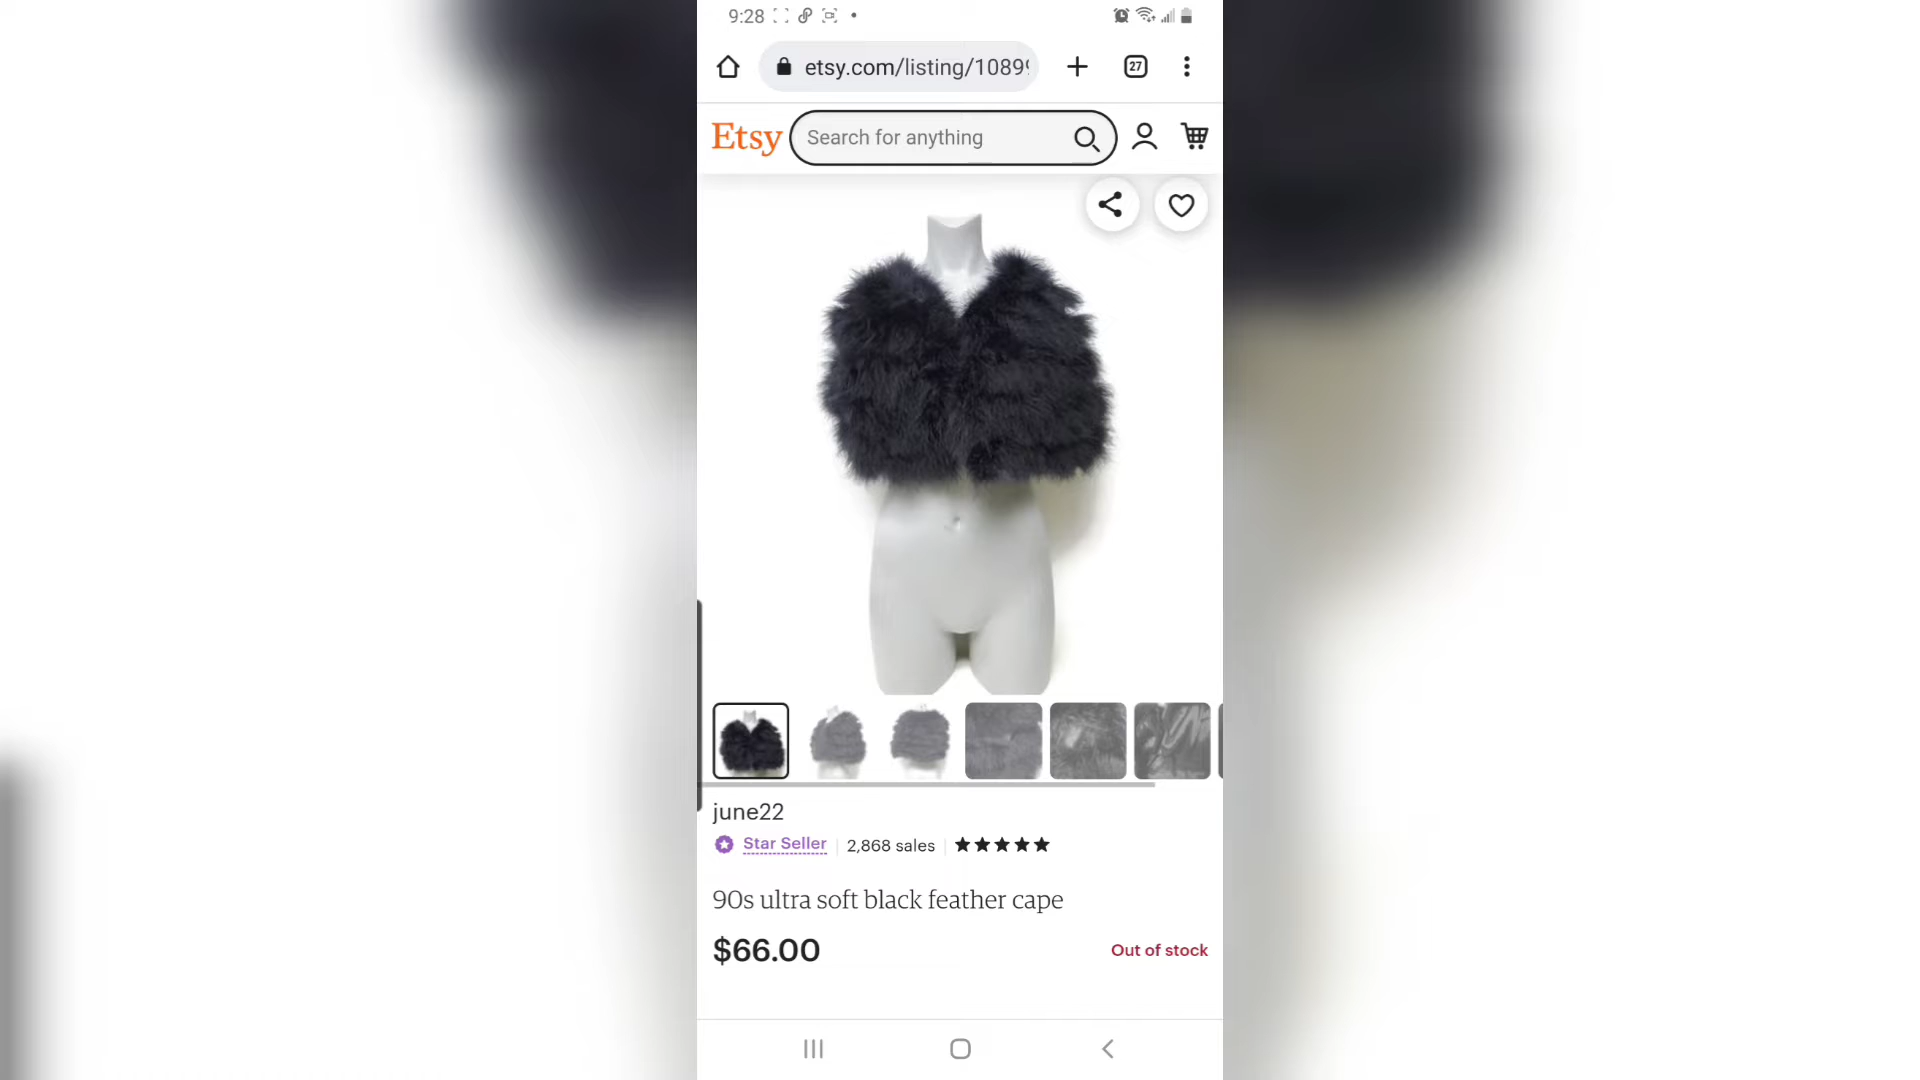 9:28
etsy.com/listing/1089
27
Etsy
Search for anything
june22
Star Seller
2,868 sales
90s ultra soft black feather cape
$66.00
Out of stock